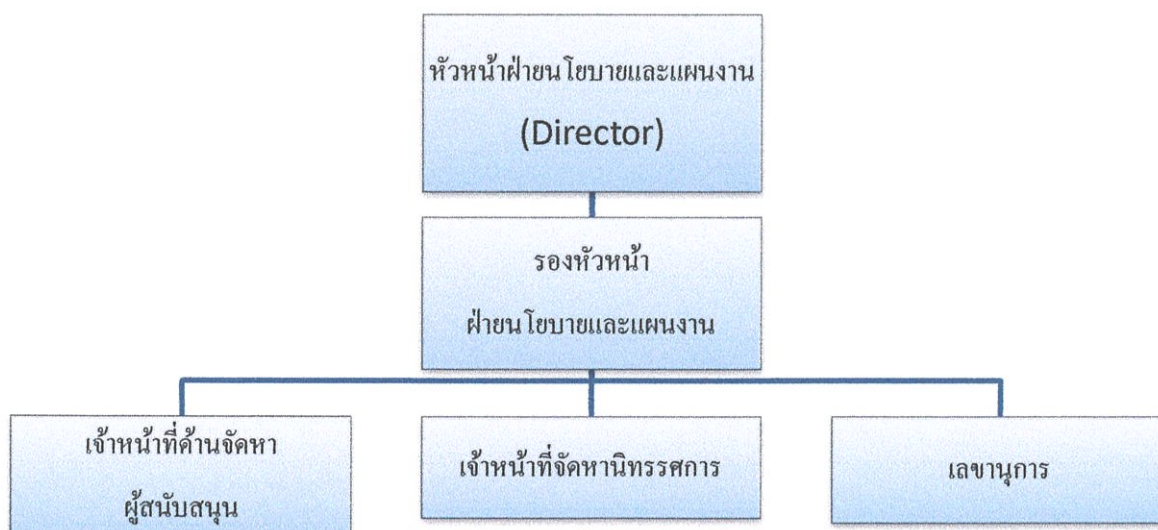 หัวหน้าฝ่ายนโยบายและแผนงาน
(Director)
รองหัวหน้า
ฝ่ายนโยบายและแผนงาน
เจ้าหน้าที่ด้านจัดหา
ผู้สนับสนุน
เจ้าหน้าที่จัดหานิทรรศการ
เลขานุการ